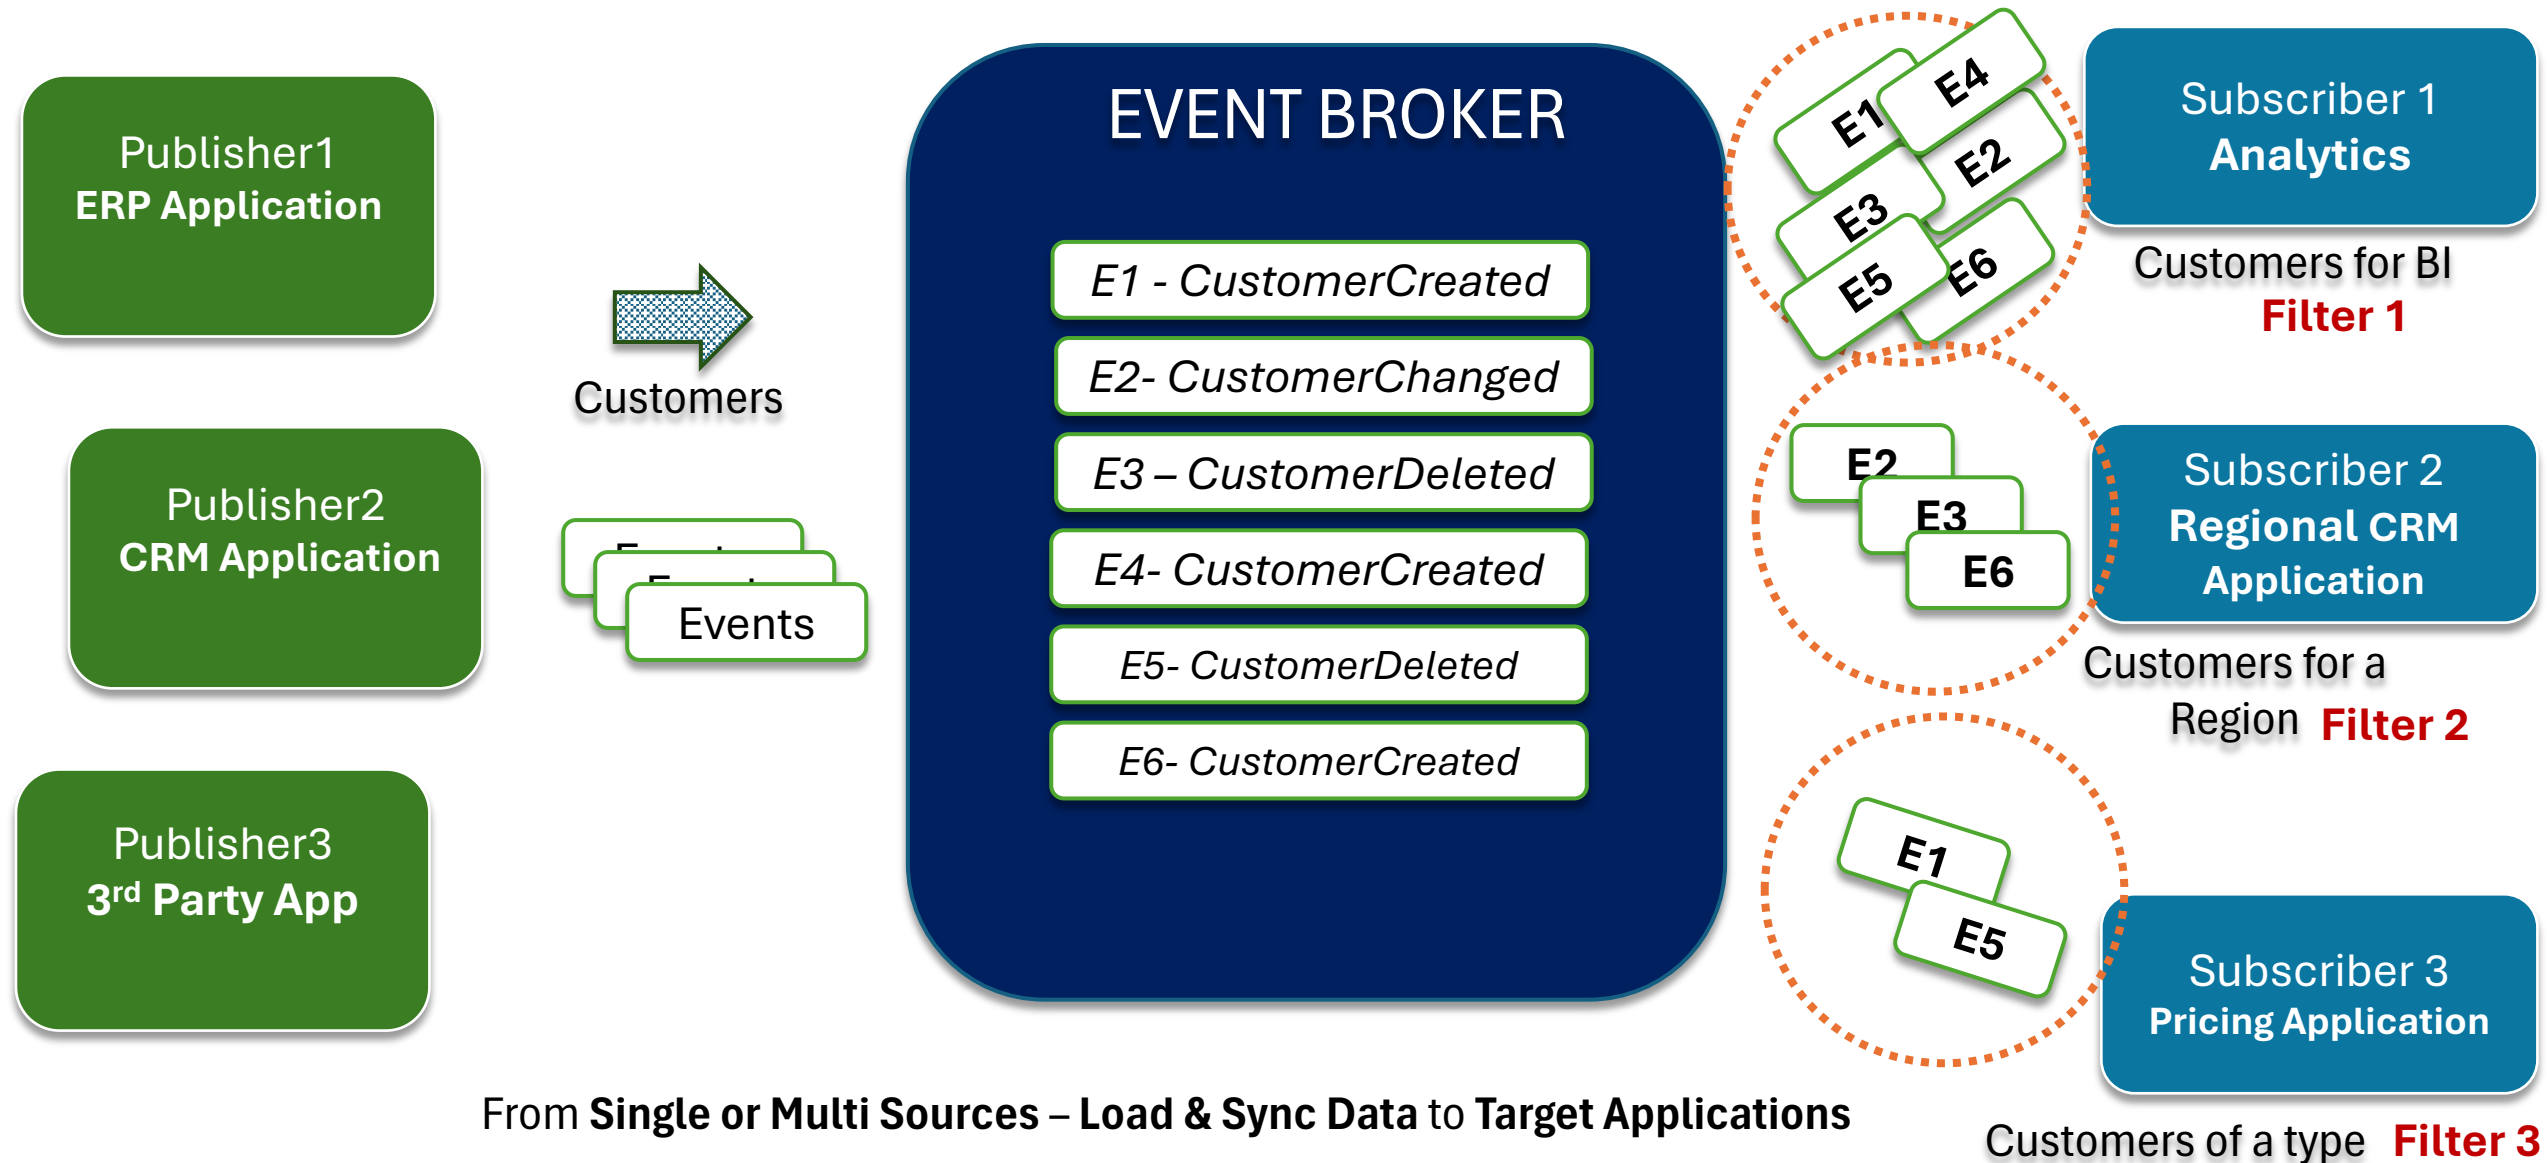 Publisher1
ERP Application
Publisher2
CRM Application
Publisher3
3rd Party App
Customers
Events
EVENT BROKER
E1 - CustomerCreated
E2- CustomerChanged
E3 – CustomerDeleted
E4- CustomerCreated
E5- CustomerDeleted
E6- CustomerCreated
E1
E4
E2
E3
E5
E6
Subscriber 1
Analytics
Customers for BI
Filter 1
E2
E3
E6
Subscriber 2
Regional CRM
Application
Customers for a
Region Filter 2
E1
E5
Subscriber 3
Pricing Application
Customers of a type Filter 3
From Single or Multi Sources – Load & Sync Data to Target Applications